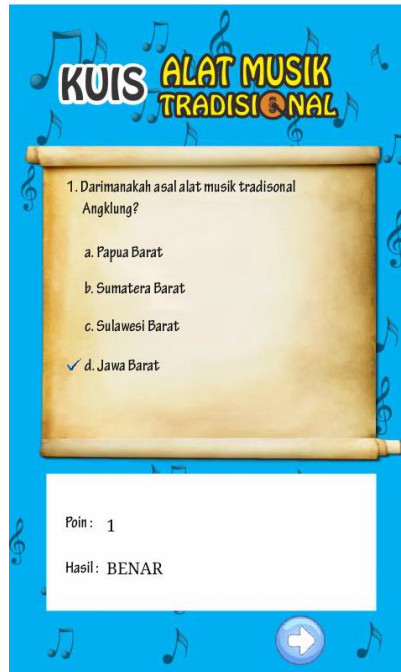 KUIS ALAT MUSIK
TRADISIONAL
1. Darimanakah asal alat musik tradisonal
Angklung?
a. Papua Barat
b. Sumatera Barat
c. Sulawesi Barat
d. Jawa Barat
Poin : 1
Hasil : BENAR